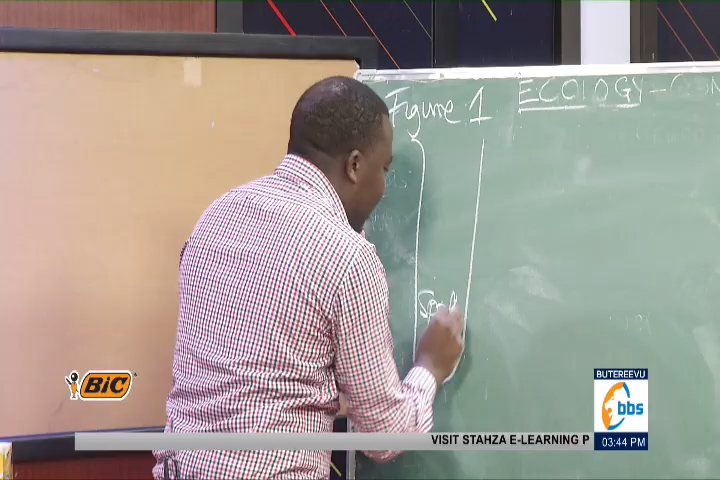 Figure 1
ECOLOGY -
BiC
BUTEREEVU
bbs
03:44 PM
VISIT STAHZA E-LEARNING P